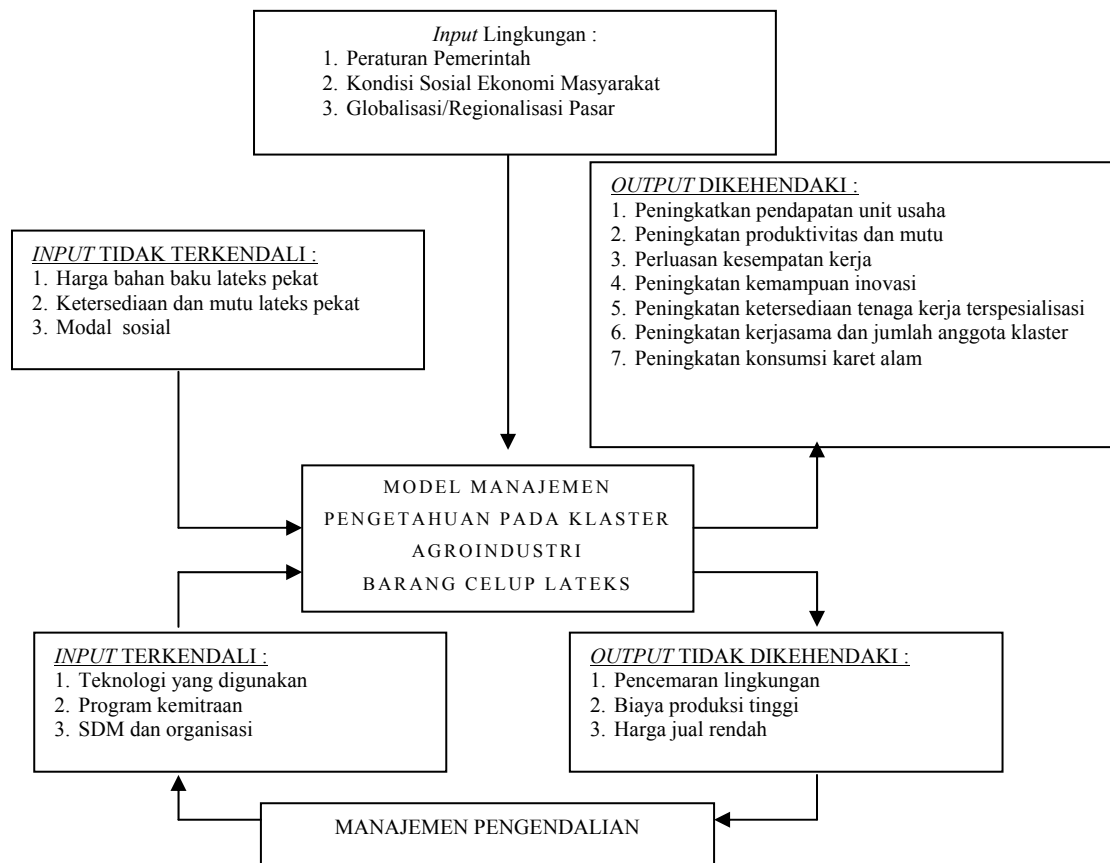 Input Lingkungan :
1. Peraturan Pemerintah
2. Kondisi Sosial Ekonomi Masyarakat
3. Globalisasi/Regionalisasi Pasar
INPUT TIDAK TERKENDALI :
1. Harga bahan baku lateks pekat
2. Ketersediaan dan mutu lateks pekat
3. Modal sosial
OUTPUT DIKEHENDAKI :
1. Peningkatkan pendapatan unit usaha
2. Peningkatan produktivitas dan mutu
3. Perluasan kesempatan kerja
4. Peningkatan kemampuan inovasi
5. Peningkatan ketersediaan tenaga kerja terspesialisasi
6. Peningkatan kerjasama dan jumlah anggota klaster
7. Peningkatan konsumsi karet alam
MODEL MANAJEMEN
PENGETAHUAN PADA KLASTER
AGROINDUSTRI
BARANG CELUP LATEKS
INPUT TERKENDALI :
1. Teknologi yang digunakan
2. Program kemitraan
3. SDM dan organisasi
OUTPUT TIDAK DIKEHENDAKI :
1. Pencemaran lingkungan
2. Biaya produksi tinggi
3. Harga jual rendah
MANAJEMEN PENGENDALIAN